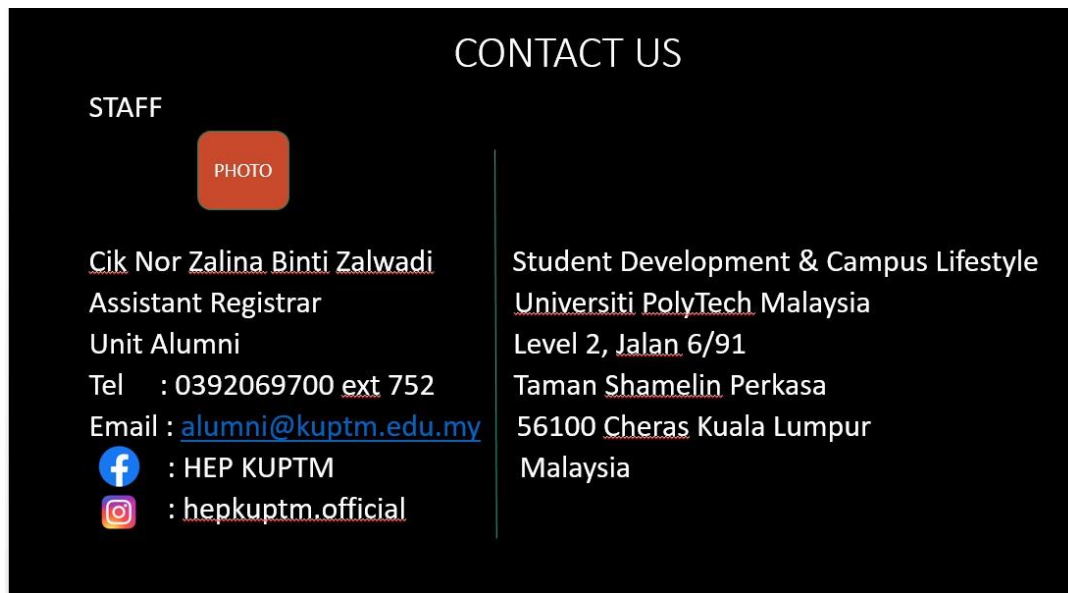 CONTACT US
STAFF
PHOTO
Cik Nor Zalina Binti Zalwadi
Assistant Registrar
Unit Alumni
Tel : 0392069700 ext 752
Email : alumni@kuptm.edu.my
: HEP KUPTM
: hepkuptm.official
Student Development & Campus Lifestyle
Universiti PolyTech Malaysia
Level 2, Jalan 6/91
Taman Shamelin Perkasa
56100 Cheras Kuala Lumpur
Malaysia